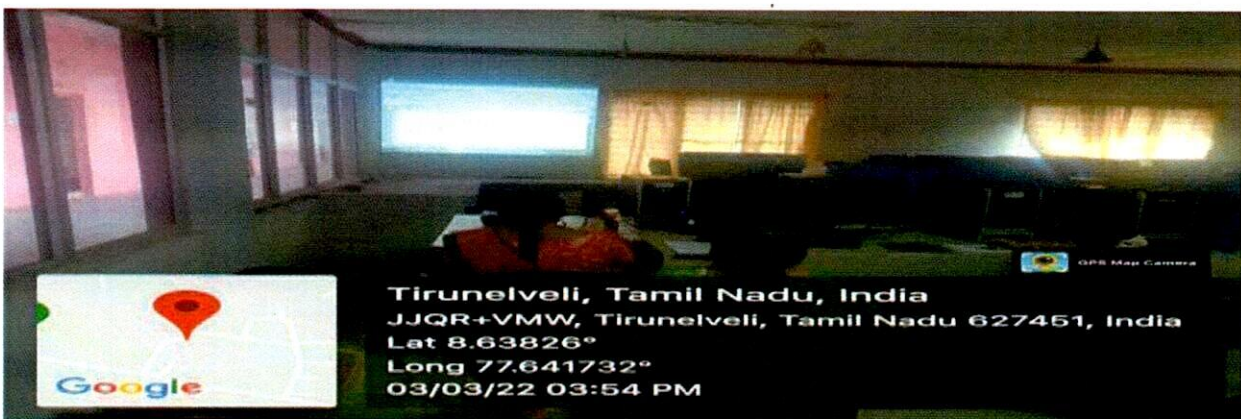 GPS Map Camera
Tirunelveli, Tamil Nadu, India
JJQR+VMW, Tirunelveli, Tamil Nadu 627451, India
Lat 8.63826°
Long 77.641732°
03/03/22 03:54 PM
Google